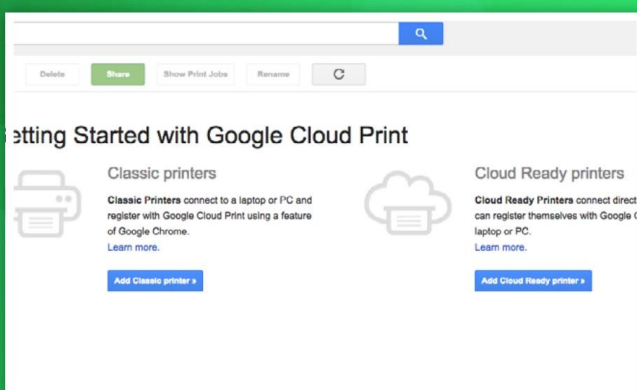 Delete Share Show Print Jobs Rename
etting Started with Google Cloud Print
Classic printers
Classic Printers connect to a laptop or PC and
register with Google Cloud Print using a feature
of Google Chrome.
Learn more.
Add Classic printer »
Cloud Ready printers
Cloud Ready Printers connect direct
can register themselves with Google
laptop or PC.
Learn more.
Add Cloud Ready printer »